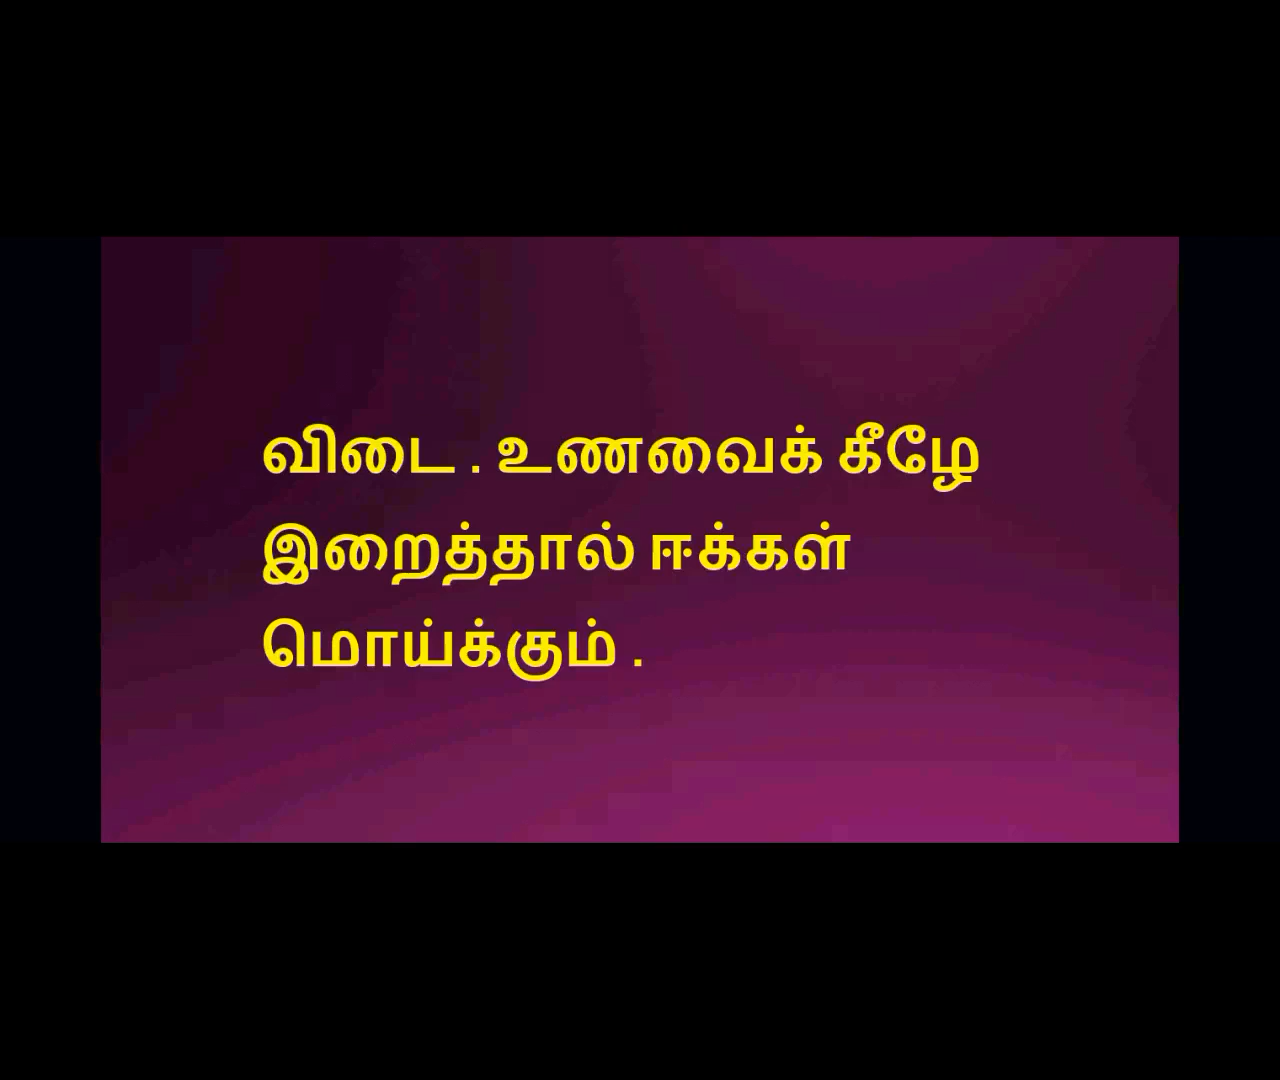 விடை . உணவைக் கீழே
இறைத்தால் ஈக்கள்
மொய்க்கும் .